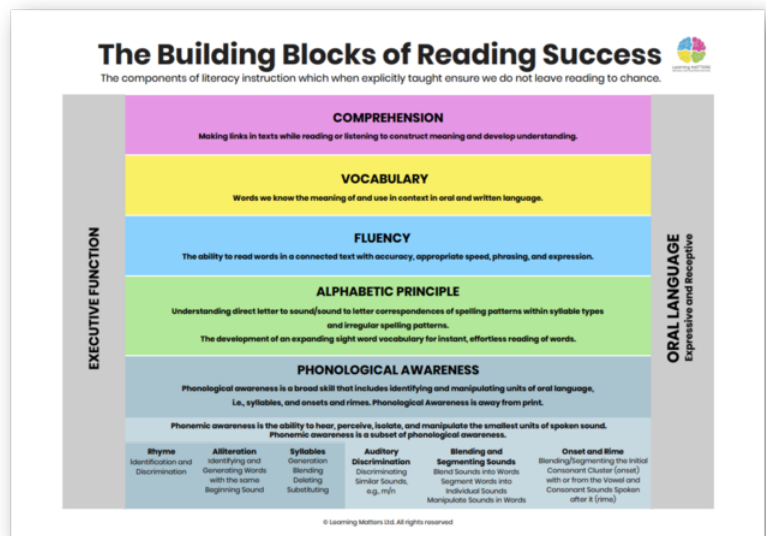 The Building Blocks of Reading Success
Learning MATTERS
The components of literacy instruction which when explicitly taught ensure we do not leave reading to chance.
EXECUTIVE FUNCTION
COMPREHENSION
Making links in texts while reading or listening to construct meaning and develop understanding.
VOCABULARY
Words we know the meaning of and use in context in oral and written language.
FLUENCY
The ability to read words in a connected text with accuracy, appropriate speed, phrasing, and expression.
ALPHABETIC PRINCIPLE
Understanding direct letter to sound/sound to letter correspondences of spelling patterns within syllable types
and irregular spelling patterns.
The development of an expanding sight word vocabulary for instant, effortless reading of words.
PHONOLOGICAL AWARENESS
Phonological awareness is a broad skill that includes identifying and manipulating units of oral language,
i.e., syllables, and onsets and rimes. Phonological Awareness is away from print.
Phonemic awareness is the ability to hear, perceive, isolate, and manipulate the smallest units of spoken sound.
Phonemic awareness is a subset of phonological awareness.
Rhyme
Identification and
Discrimination
Alliteration
Identifying and
Generating Words
with the same
Beginning Sound
Syllables
Generation
Blending
Deleting
Substituting
Auditory
Discrimination
Discriminating
Similar Sounds,
e.g., m/n
Blending and
Segmenting Sounds
Blend Sounds into Words
Segment Words into
Individual Sounds
Manipulate Sounds in Words
Onset and Rime
Blending/Segmenting the Initial
Consonant Cluster (onset)
with or from the Vowel and
Consonant Sounds Spoken
after it (rime)
ORAL LANGUAGE
Expressive and Receptive
© Learning Matters Ltd. All rights reserved